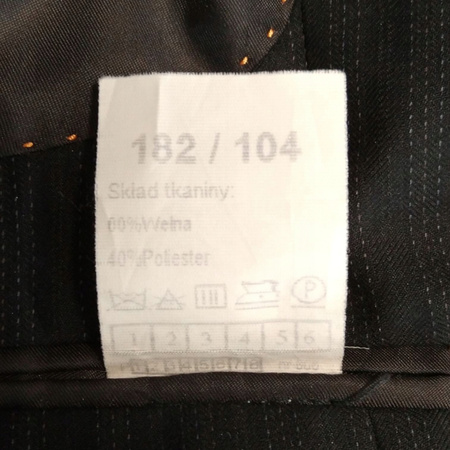 182 / 104
Skład tkaniny:
60%Wełna
40%Poliester
P
1 2 3 4 5 6